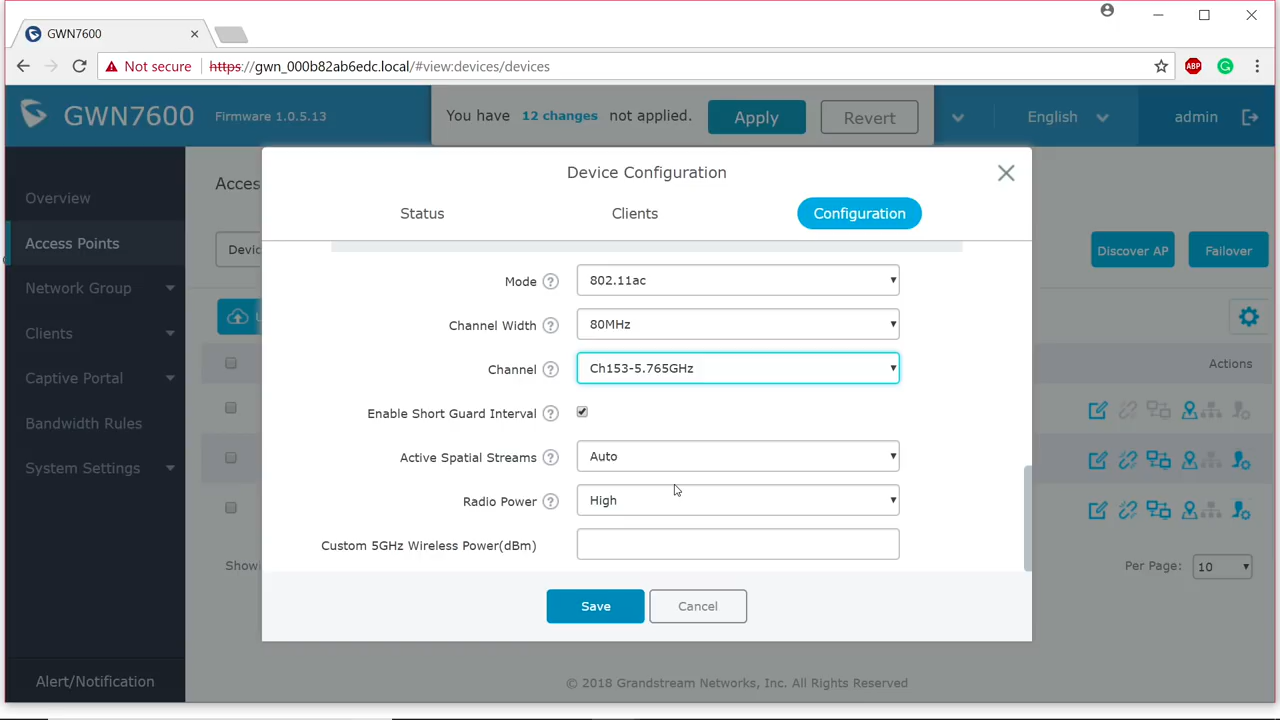 GWN7600
Not secure https://gwn_000b82ab6edc.local/#view:devices/devices
ABP
GWN7600 Firmware 1.0.5.13 You have 12 changes not applied. Apply Revert English admin
Overview
Access Points
Network Group
Clients
Captive Portal
Bandwidth Rules
System Settings
Alert/Notification
Acces
Devic
Discover AP Failover
U
Actions
Device Configuration
Status Clients Configuration
Mode ? 802.11ac
Channel Width ? 80MHz
Channel ? Ch153-5.765GHz
Enable Short Guard Interval ?
Active Spatial Streams ? Auto
Radio Power ? High
Custom 5GHz Wireless Power(dBm)
Save Cancel
Show
Per Page: 10
© 2018 Grandstream Networks, Inc. All Rights Reserved